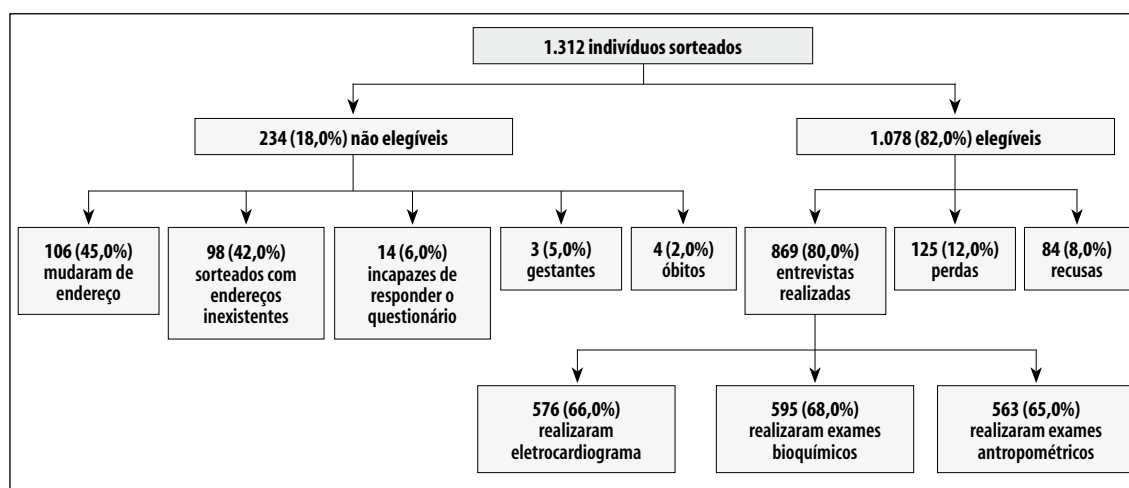 1.312 indivíduos sorteados
234 (18,0%) não elegíveis
1.078 (82,0%) elegíveis
106 (45,0%)
mudaram de
endereço
98 (42,0%)
sorteados com
endereços
inexistentes
14 (6,0%)
incapazes de
responder o
questionário
3 (5,0%)
gestantes
4 (2,0%)
óbitos
869 (80,0%)
entrevistas
realizadas
125 (12,0%)
perdas
84 (8,0%)
recusas
576 (66,0%)
realizaram
eletrocardiograma
595 (68,0%)
realizaram exames
bioquímicos
563 (65,0%)
realizaram exames
antropométricos